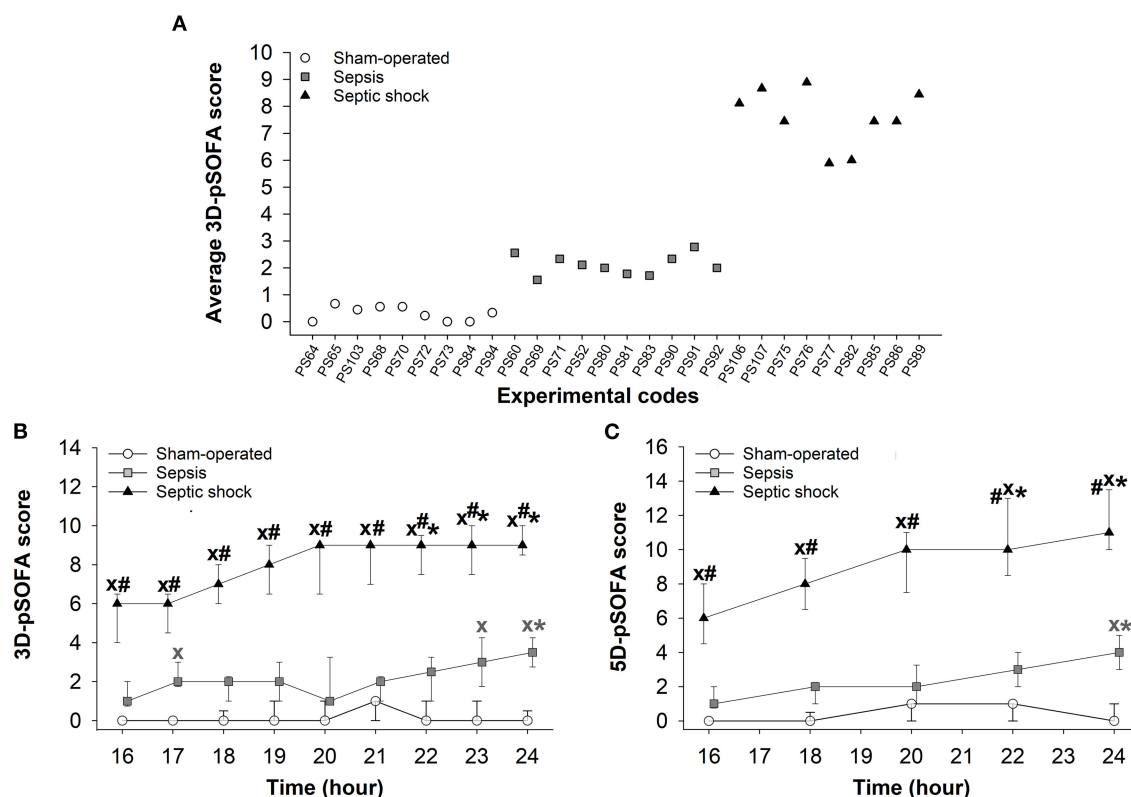 A
Average 3D-pSOFA score
10
9
8
7
6
5
4
3
2
1
0
Sham-operated
Sepsis
Septic shock
PS64 PS65 PS103 PS68 PS70 PS72 PS73 PS84 PS94 PS60 PS69 PS71 PS52 PS80 PS81 PS83 PS90 PS91 PS92 PS106 PS107 PS75 PS76 PS77 PS82 PS85 PS86 PS89
Experimental codes
B
3D-pSOFA score
14
12
10
8
6
4
2
0
Sham-operated
Sepsis
Septic shock
x# x# x# x# x# x# x#* x#* x#*
x x x*
16 17 18 19 20 21 22 23 24
Time (hour)
C
5D-pSOFA score
16
14
12
10
8
6
4
2
0
Sham-operated
Sepsis
Septic shock
x# x# x# #x* #x*
x*
16 17 18 19 20 21 22 23 24
Time (hour)